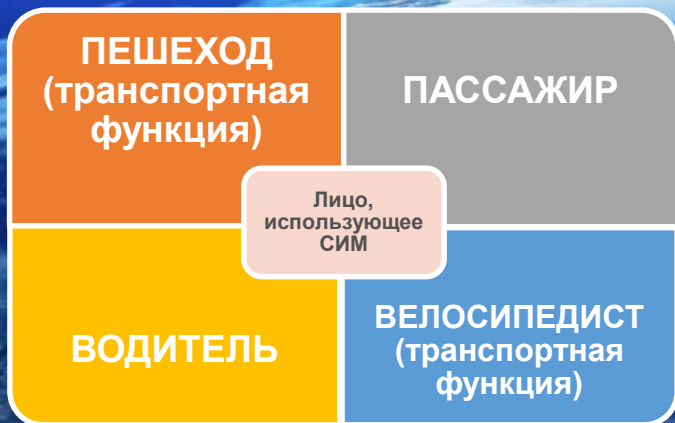 ПЕШЕХОД
(транспортная
функция)
ПАССАЖИР
Лицо,
использующее
СИМ
ВОДИТЕЛЬ
ВЕЛОСИПЕДИСТ
(транспортная
функция)